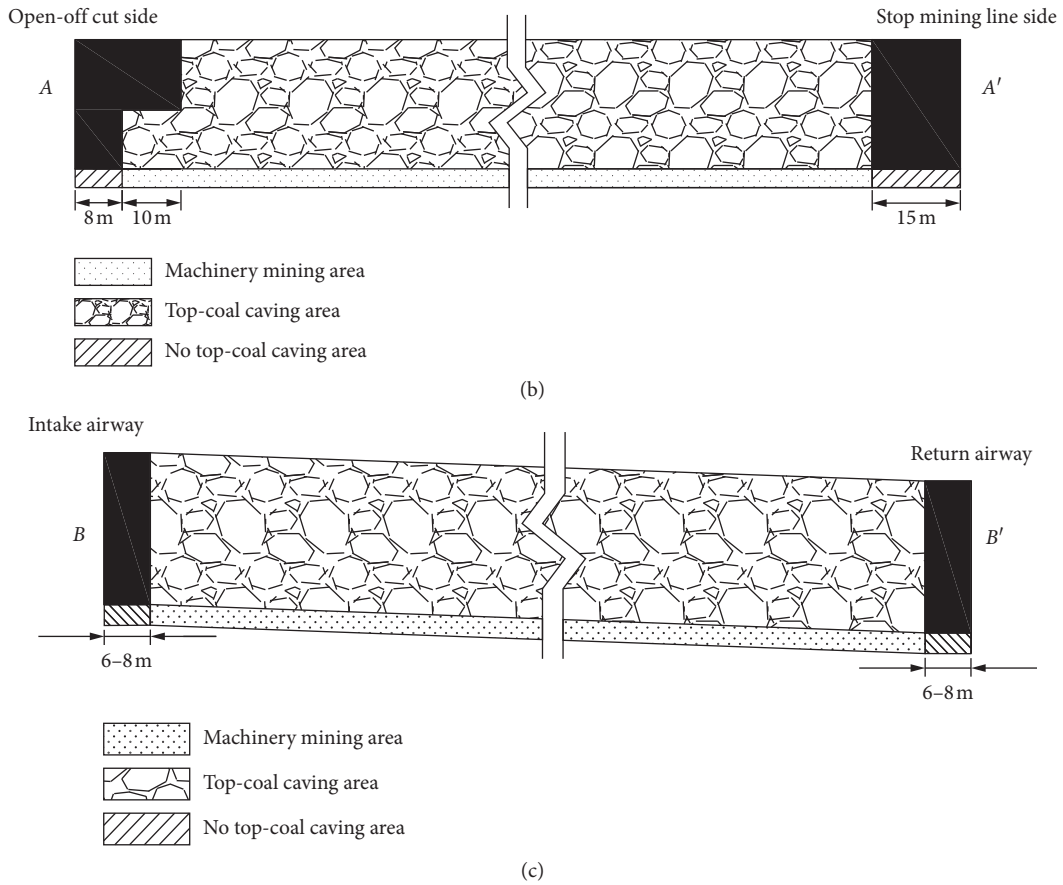 Open-off cut side
Stop mining line side
A
A′
8 m
10 m
15 m
Machinery mining area
Top-coal caving area
No top-coal caving area
(b)
Intake airway
Return airway
B
B′
6–8 m
6–8 m
Machinery mining area
Top-coal caving area
No top-coal caving area
(c)